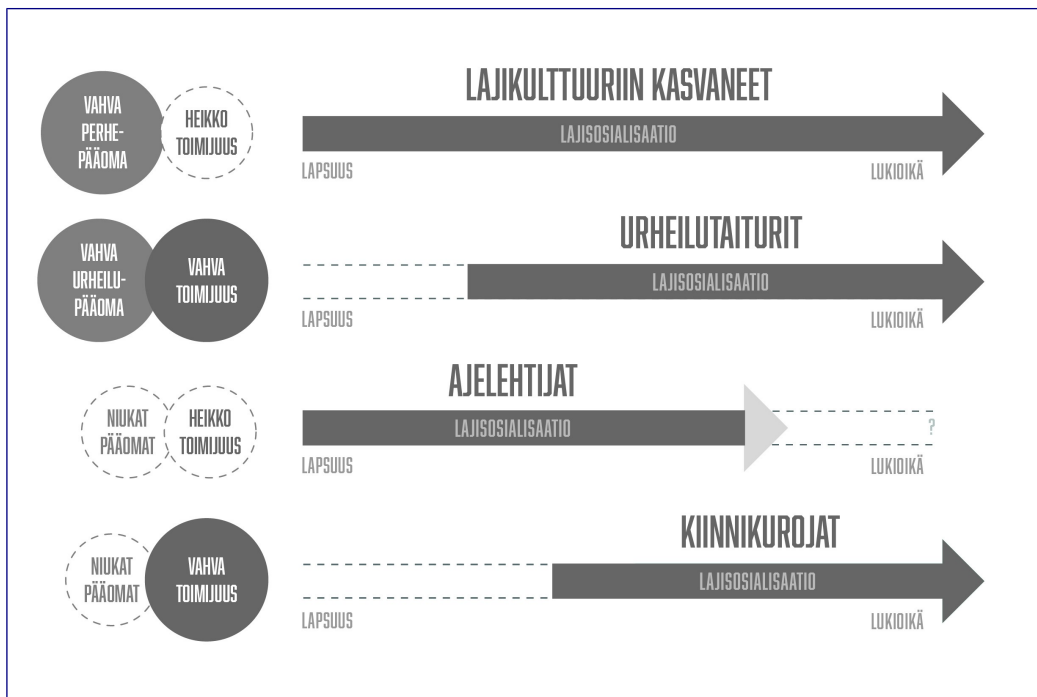 VAHVA
PERHE-
PÄÄOMA
HEIKKO
TOIMIJUUS
LAJIKULTTUURIIN KASVANEET
LAJISOSIALISAATIO
LAPSUUS
LUKIOIKÄ
VAHVA
URHEILU-
PÄÄOMA
VAHVA
TOIMIJUUS
URHEILUTAITURIT
LAJISOSIALISAATIO
LAPSUUS
LUKIOIKÄ
NIUKAT
PÄÄOMAT
HEIKKO
TOIMIJUUS
AJELEHTIJAT
LAJISOSIALISAATIO
?
LAPSUUS
LUKIOIKÄ
NIUKAT
PÄÄOMAT
VAHVA
TOIMIJUUS
KIINNIKUROJAT
LAJISOSIALISAATIO
LAPSUUS
LUKIOIKÄ